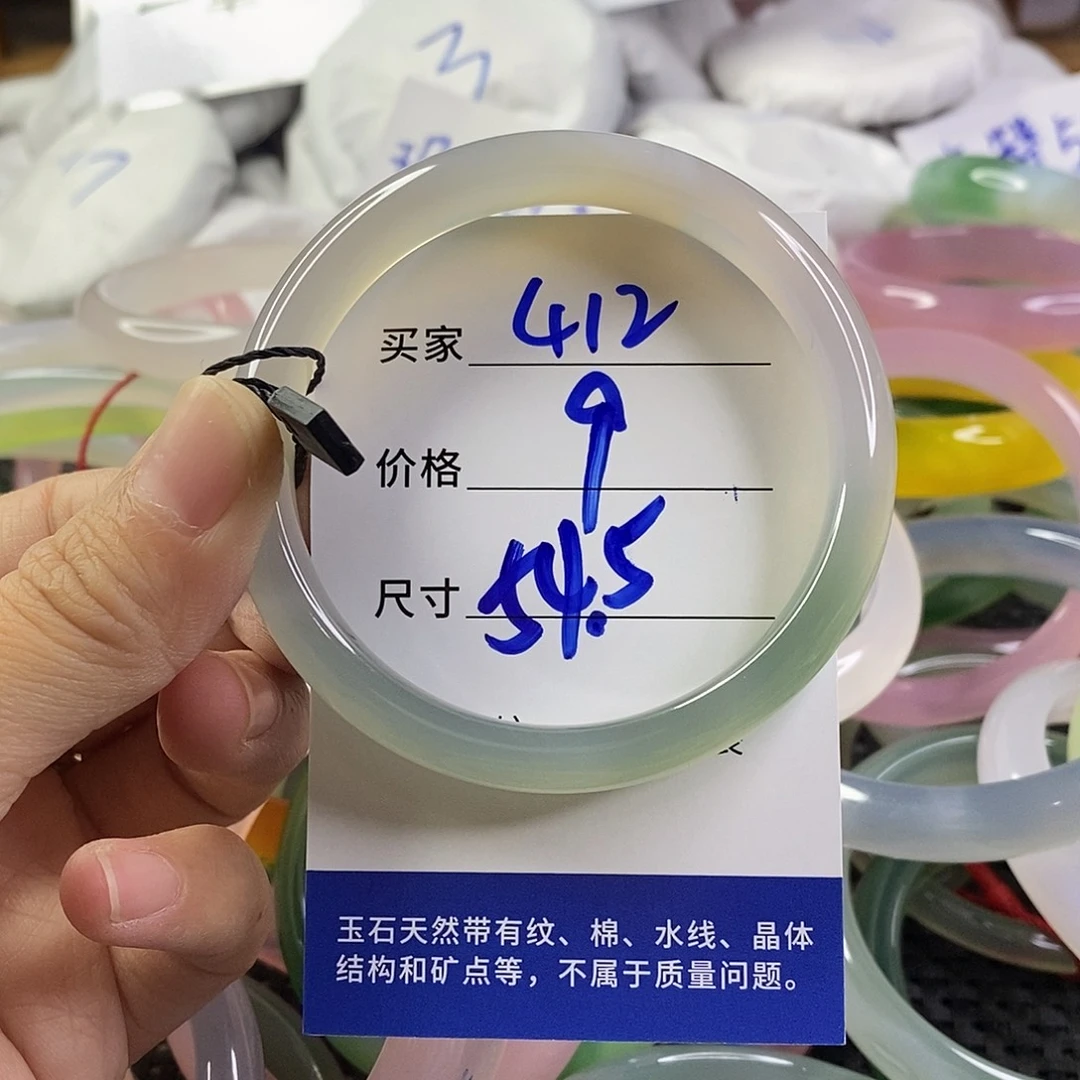 买家 412
价格
尺寸 54.5
玉石天然带有纹、棉、水线、晶体
结构和矿点等，不属于质量问题。